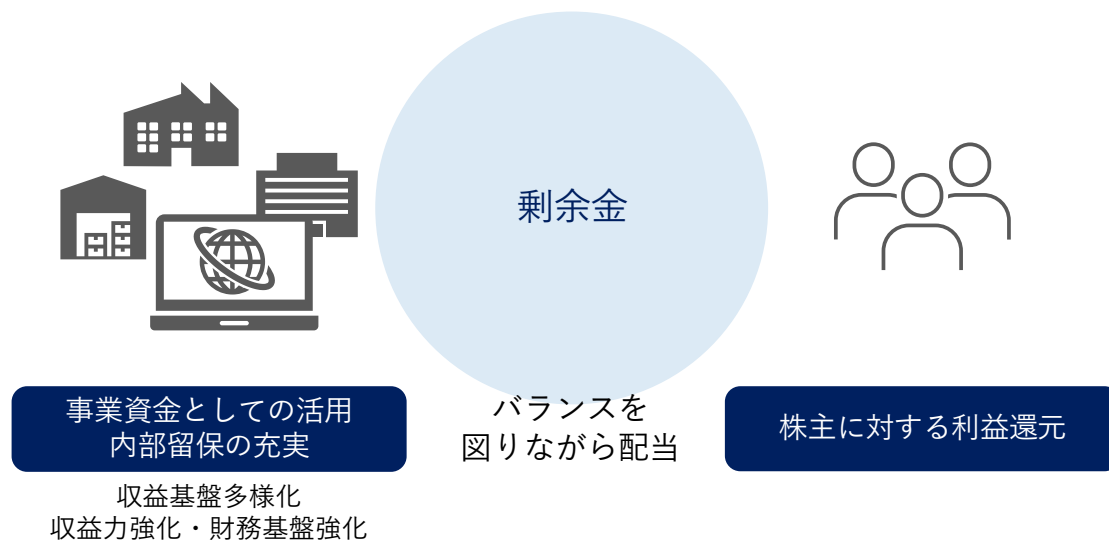 剰余金
事業資金としての活用
内部留保の充実
収益基盤多様化
収益力強化・財務基盤強化
バランスを
図りながら配当
株主に対する利益還元